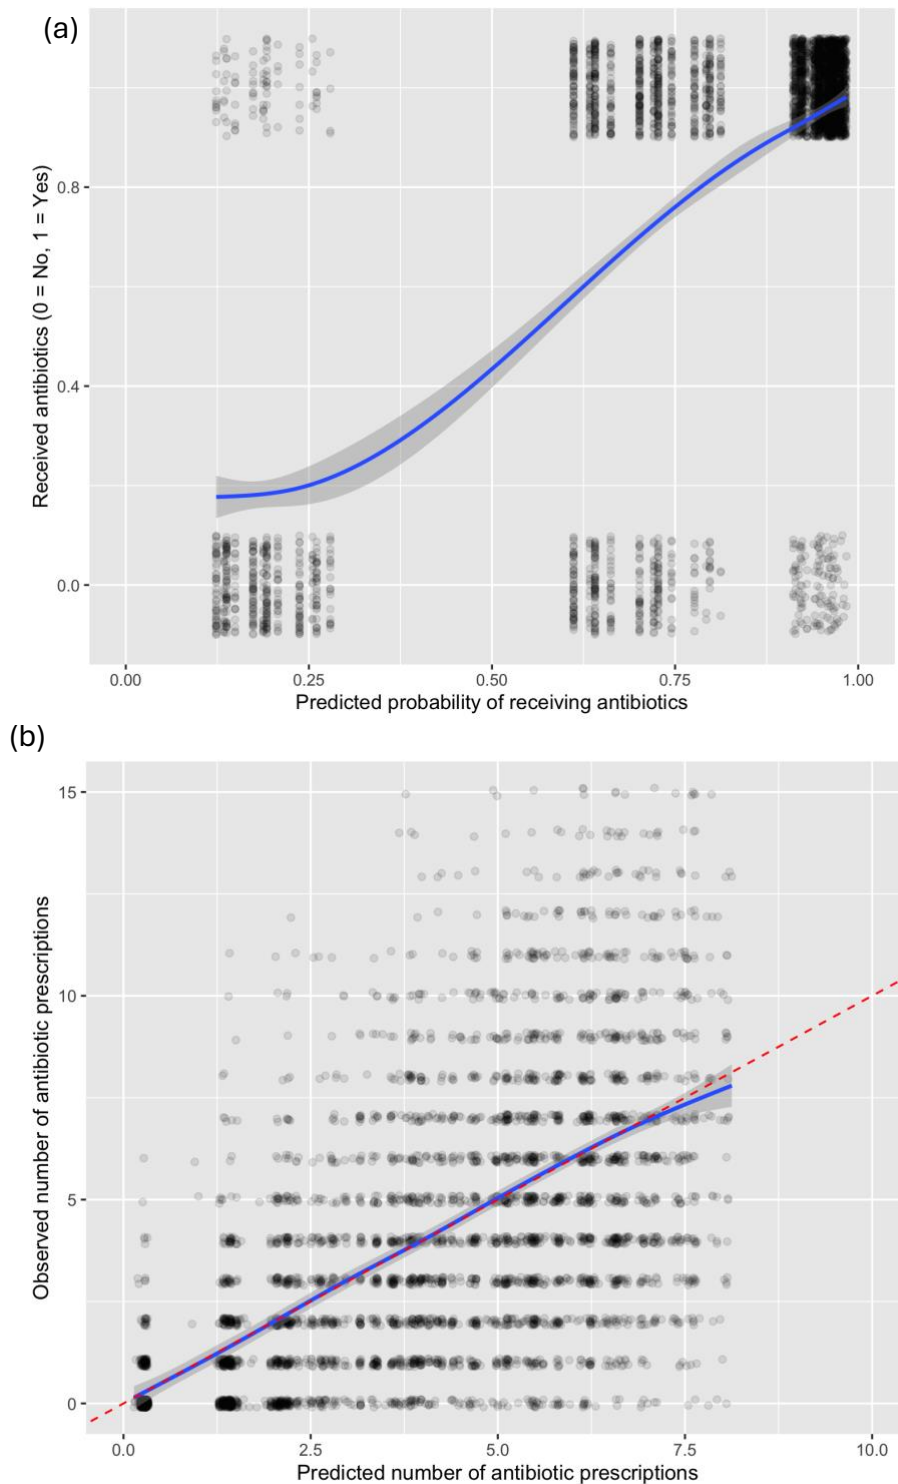 (a)
Received antibiotics (0 = No, 1 = Yes)
0.8
0.4
0.0
0.00 0.25 0.50 0.75 1.00
Predicted probability of receiving antibiotics
(b)
Observed number of antibiotic prescriptions
15
10
5
0
0.0 2.5 5.0 7.5 10.0
Predicted number of antibiotic prescriptions